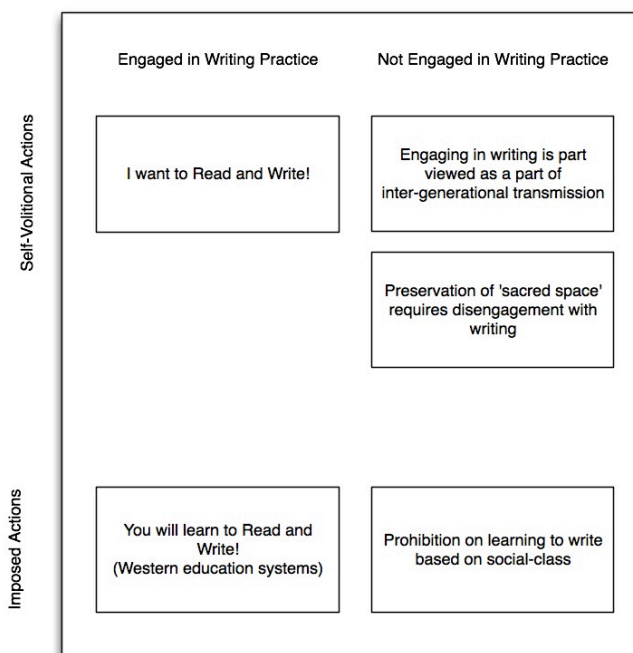 Engaged in Writing Practice
Not Engaged in Writing Practice
Self-Volitional Actions
I want to Read and Write!
Engaging in writing is part
viewed as a part of
inter-generational transmission
Preservation of 'sacred space'
requires disengagement with
writing
Imposed Actions
You will learn to Read and
Write!
(Western education systems)
Prohibition on learning to write
based on social-class